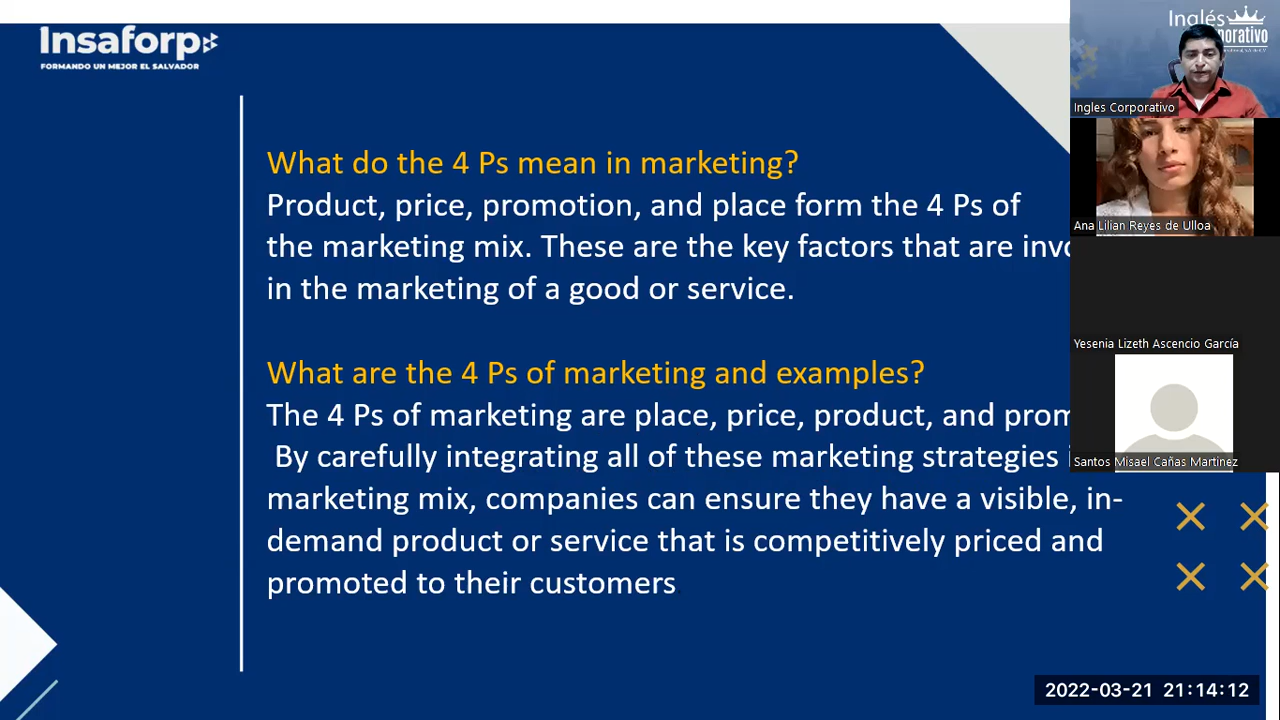 Insaforp
FORMANDO UN MEJOR EL SALVADOR
What do the 4 Ps mean in marketing?
Product, price, promotion, and place form the 4 Ps of
the marketing mix. These are the key factors that are
in the marketing of a good or service.
What are the 4 Ps of marketing and examples?
The 4 Ps of marketing are place, price, product, and
By carefully integrating all of these marketing strategies
marketing mix, companies can ensure they have a visible, in-
demand product or service that is competitively priced and
promoted to their customers
Inglés
Ingles Corporativo
Ana Lilian Reyes de Ulloa
Yesenia Lizeth Ascencio García
Santos Misael Cañas Martinez
2022-03-21 21:14:12